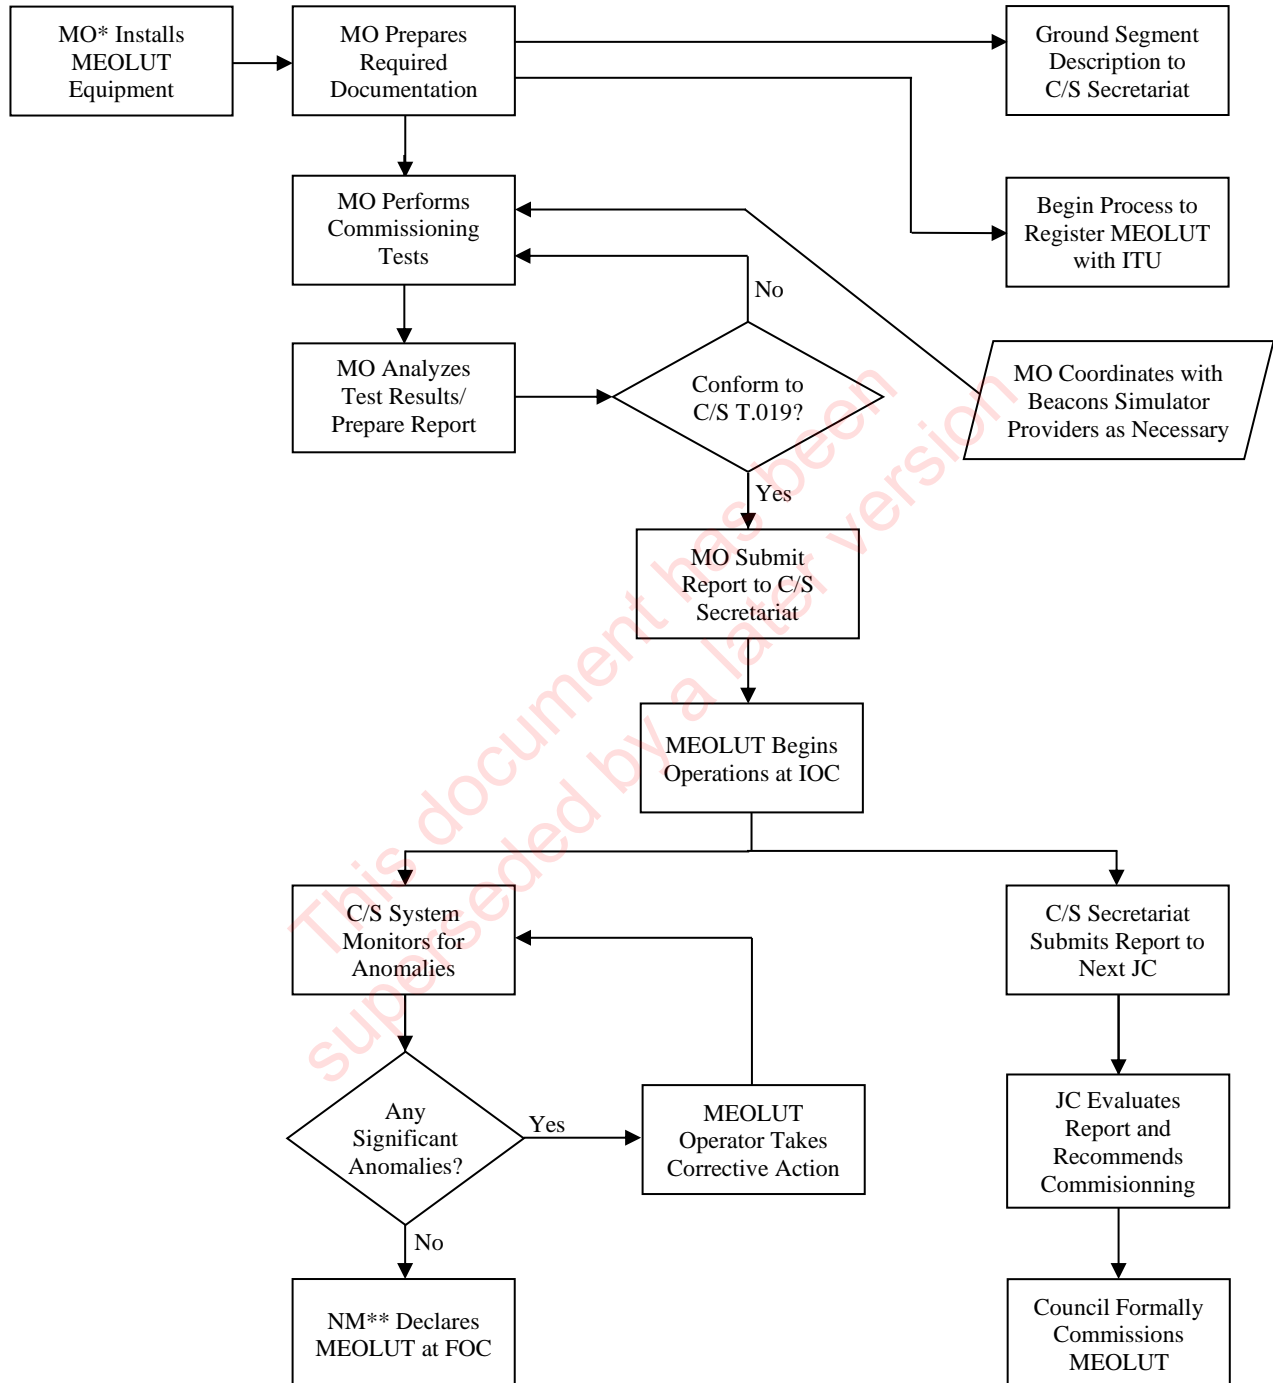 MO* Installs
MEOLUT
Equipment
MO Prepares
Required
Documentation
Ground Segment
Description to
C/S Secretariat
MO Performs
Commissioning
Tests
Begin Process to
Register MEOLUT
with ITU
No
MO Analyzes
Test Results/
Prepare Report
Conform to
C/S T.019?
MO Coordinates with
Beacons Simulator
Providers as Necessary
Yes
MO Submit
Report to C/S
Secretariat
MEOLUT Begins
Operations at IOC
C/S System
Monitors for
Anomalies
C/S Secretariat
Submits Report to
Next JC
Any
Significant
Anomalies?
Yes
MEOLUT
Operator Takes
Corrective Action
JC Evaluates
Report and
Recommends
Commisionning
No
NM** Declares
MEOLUT at FOC
Council Formally
Commissions
MEOLUT
This document has been
superseded by a later version